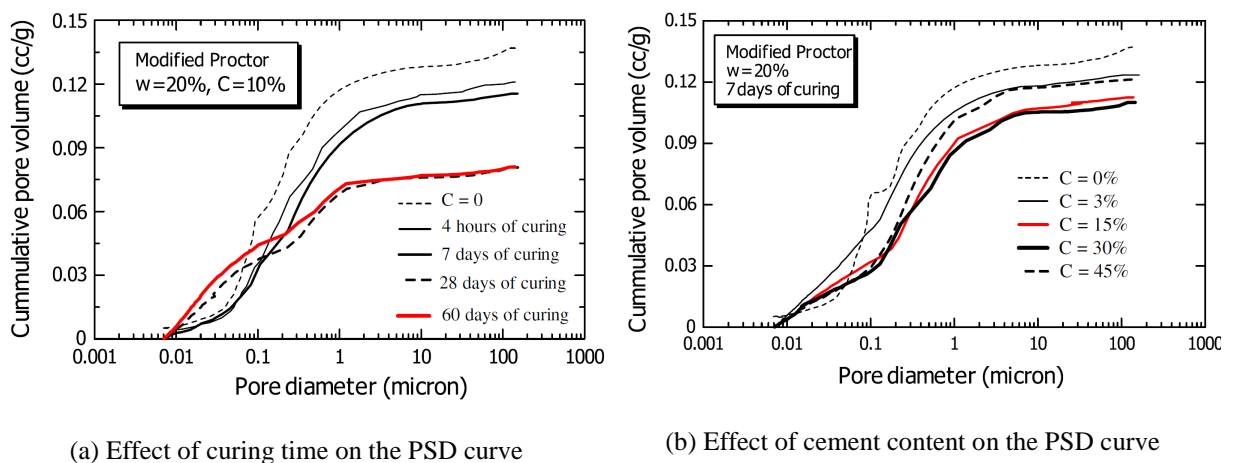 Cummulative pore volume (cc/g)
0.15
0.12
0.09
0.06
0.03
0
Modified Proctor
w=20%, C=10%
C = 0
4 hours of curing
7 days of curing
28 days of curing
60 days of curing
0.001 0.01 0.1 1 10 100 1000
Pore diameter (micron)
(a) Effect of curing time on the PSD curve
Cummulative pore volume (cc/g)
0.15
0.12
0.09
0.06
0.03
0
Modified Proctor
w=20%
7 days of curing
C = 0%
C = 3%
C = 15%
C = 30%
C = 45%
0.001 0.01 0.1 1 10 100 1000
Pore diameter (micron)
(b) Effect of cement content on the PSD curve